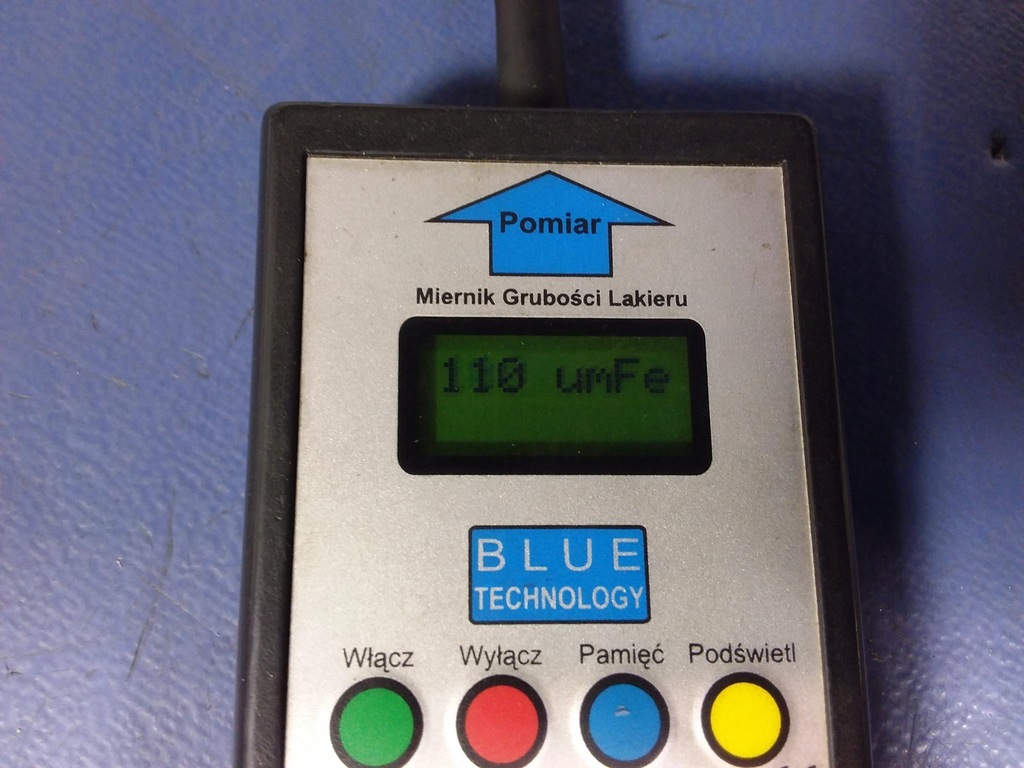 Pomiar
Miernik Grubości Lakieru
110 umFe
BLUE
TECHNOLOGY
Włącz Wyłącz Pamięć Podświetl